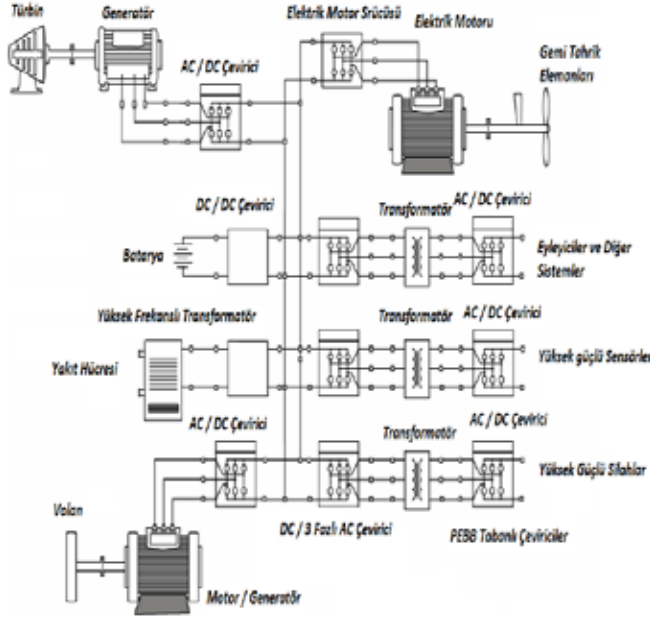 Türbin
Generatör
AC / DC Çevirici
Elektrik Motor Srücüsü
Elektrik Motoru
Gemi Tahrik
Elemanları
DC / DC Çevirici
Transformatör
AC / DC Çevirici
Batarya
Eyleyiciler ve Diğer
Sistemler
Yüksek Frekanslı Transformatör
Transformatör
AC / DC Çevirici
Yakıt Hücresi
Yüksek güçlü Sensörler
AC / DC Çevirici
Transformatör
AC / DC Çevirici
Yüksek Güçlü Silahlar
Volan
DC / 3 Fazlı AC Çevirici
PEBB Tabanlı Çeviriciler
Motor / Generatör